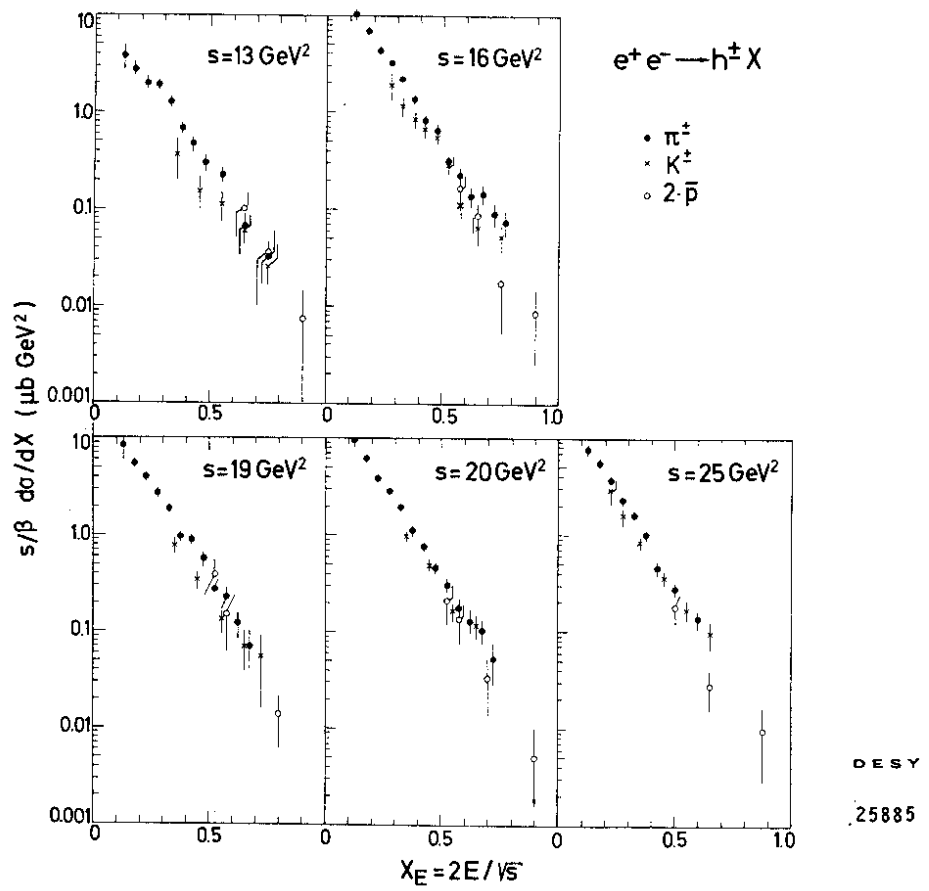 10
s=13 GeV²
s=16 GeV²
e⁺e⁻→h±X
1.0
● π±
× K±
○ 2·p̄
0.1
0.01
0.001
0 0.5 0 0.5 1.0
s/β dσ/dX (μb GeV²)
10
s=19 GeV²
s=20 GeV²
s=25 GeV²
1.0
0.1
0.01
0.001
0 0.5 0 0.5 0 0.5 1.0
X_E = 2E/√s
DESY
25885